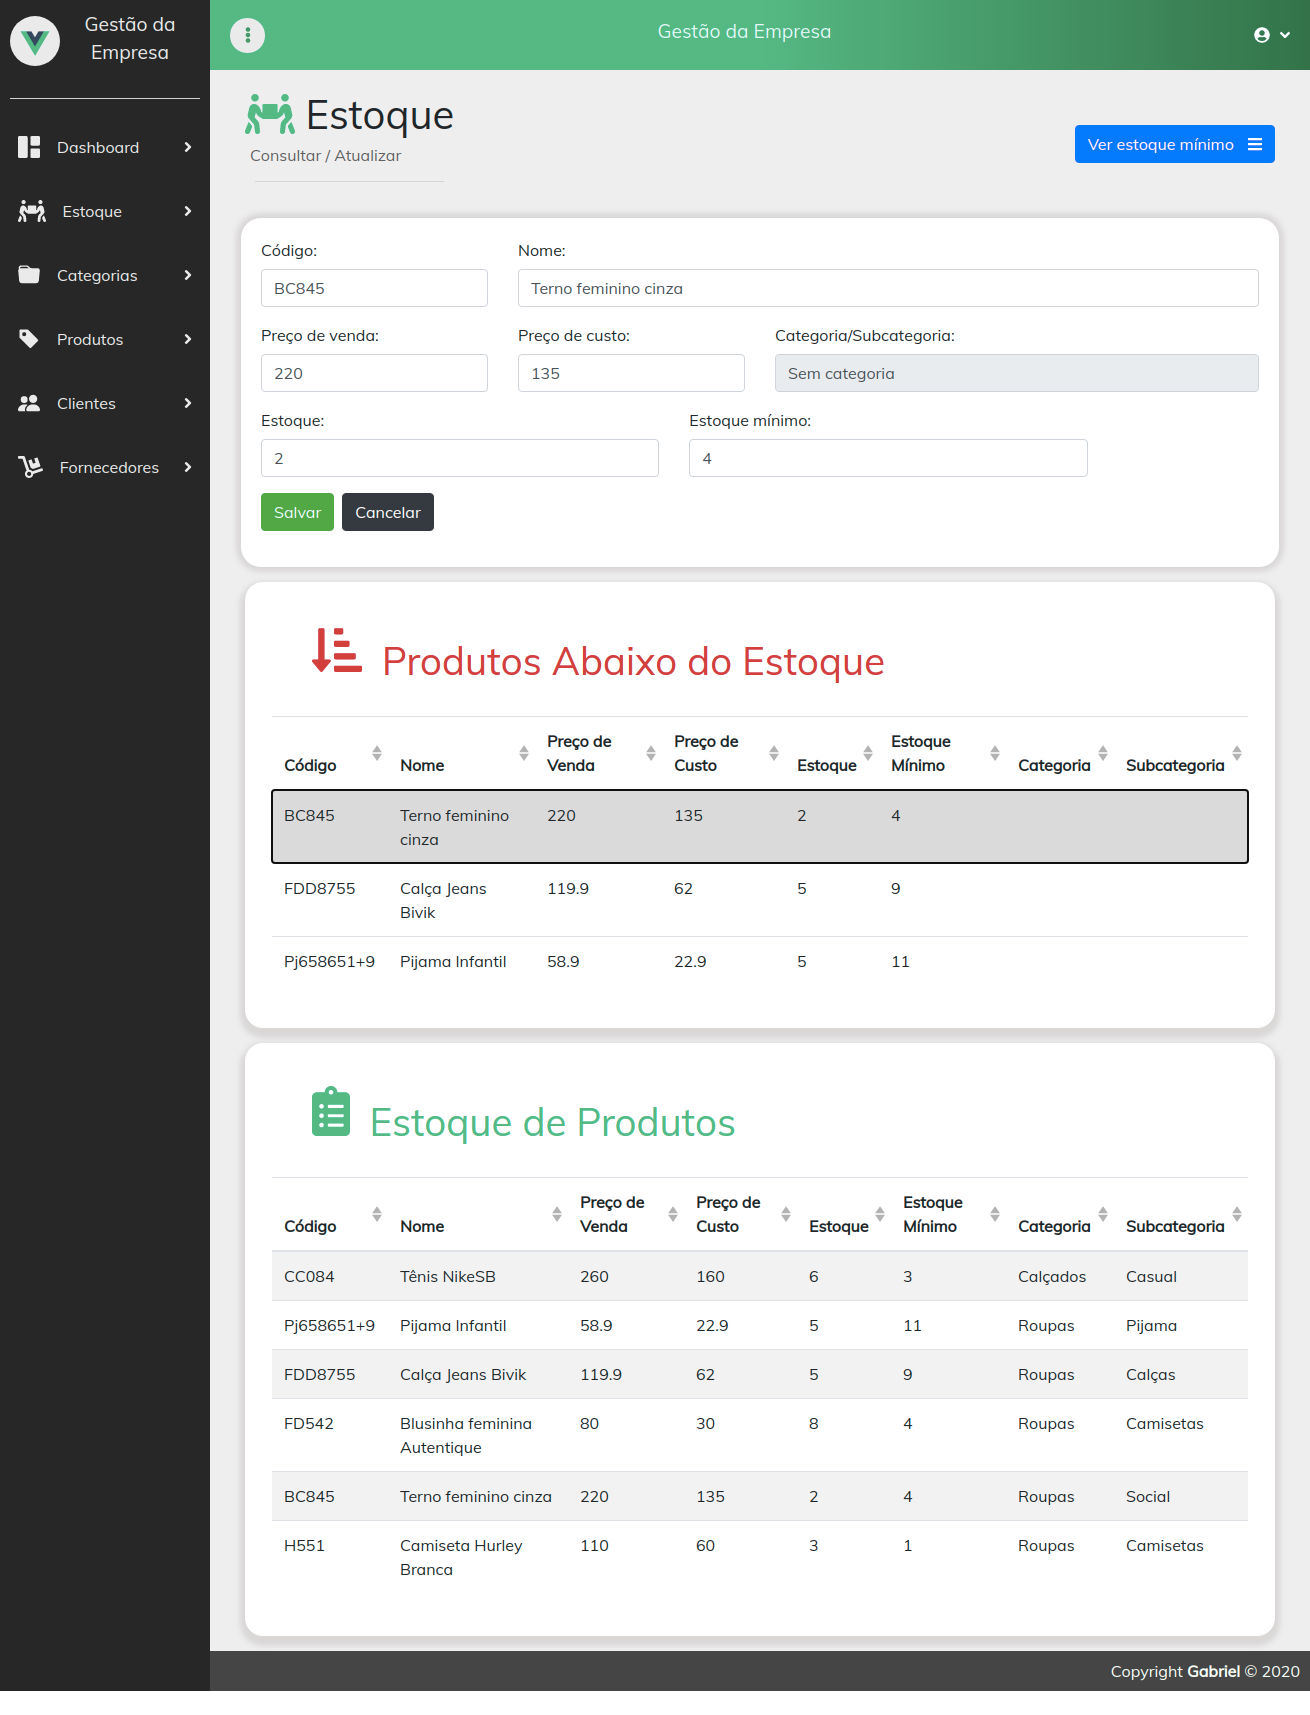 Gestão da
Empresa
Dashboard
Estoque
Categorias
Produtos
Clientes
Fornecedores
Gestão da Empresa
Estoque
Consultar / Atualizar
Ver estoque mínimo
Código: Nome:
BC845 Terno feminino cinza
Preço de venda: Preço de custo: Categoria/Subcategoria:
220 135 Sem categoria
Estoque: Estoque mínimo:
2 4
Salvar Cancelar
Produtos Abaixo do Estoque
Código Nome Preço de Venda Preço de Custo Estoque Estoque Mínimo Categoria Subcategoria
BC845 Terno feminino cinza 220 135 2 4
FDD8755 Calça Jeans Bivik 119.9 62 5 9
Pj658651+9 Pijama Infantil 58.9 22.9 5 11
Estoque de Produtos
Código Nome Preço de Venda Preço de Custo Estoque Estoque Mínimo Categoria Subcategoria
CC084 Tênis NikeSB 260 160 6 3 Calçados Casual
Pj658651+9 Pijama Infantil 58.9 22.9 5 11 Roupas Pijama
FDD8755 Calça Jeans Bivik 119.9 62 5 9 Roupas Calças
FD542 Blusinha feminina Autentique 80 30 8 4 Roupas Camisetas
BC845 Terno feminino cinza 220 135 2 4 Roupas Social
H551 Camiseta Hurley Branca 110 60 3 1 Roupas Camisetas
Copyright Gabriel © 2020